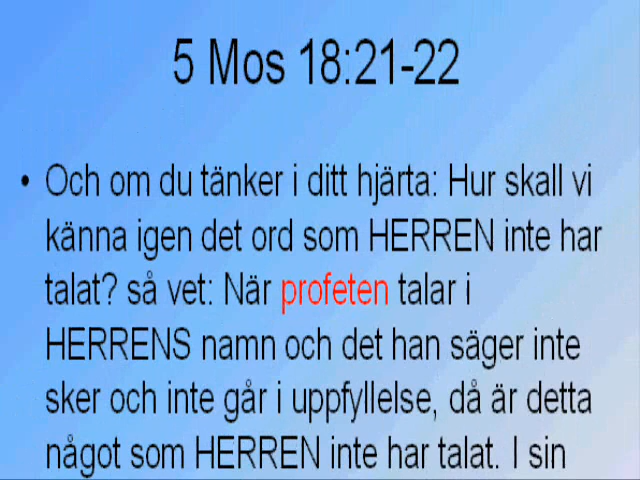 5 Mos 18:21-22
• Och om du tänker i ditt hjärta: Hur skall vi
känna igen det ord som HERREN inte har
talat? så vet: När profeten talar i
HERRENS namn och det han säger inte
sker och inte går i uppfyllelse, då är detta
något som HERREN inte har talat. I sin